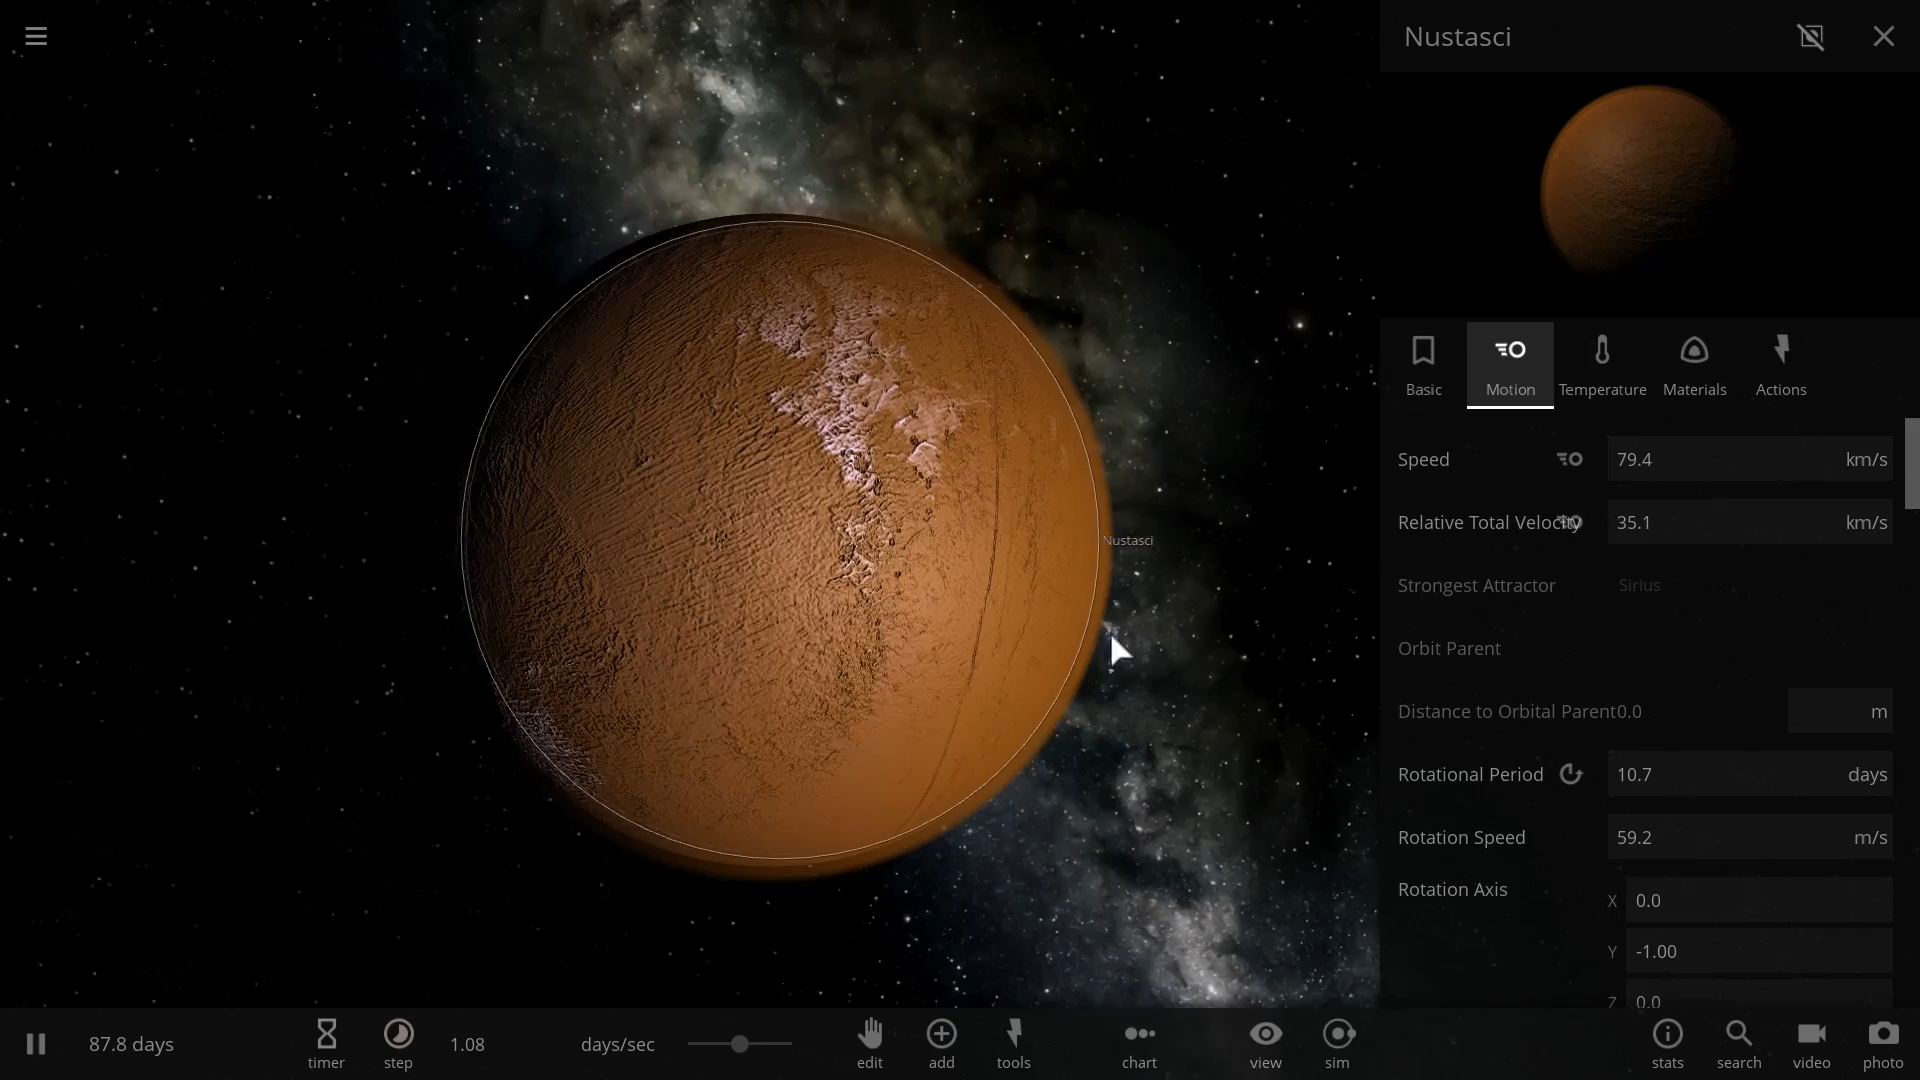 Nustasci
Basic Motion Temperature Materials Actions
Speed 79.4 km/s
Relative Total Velocity 35.1 km/s
Nustasci
Strongest Attractor Sirius
Orbit Parent
Distance to Orbital Parent 0.0 m
Rotational Period 10.7 days
Rotation Speed 59.2 m/s
Rotation Axis
X 0.0
Y -1.00
Z 0.0
87.8 days
timer
step
1.08 days/sec
edit
add
tools
chart
view
sim
stats
search
video
photo